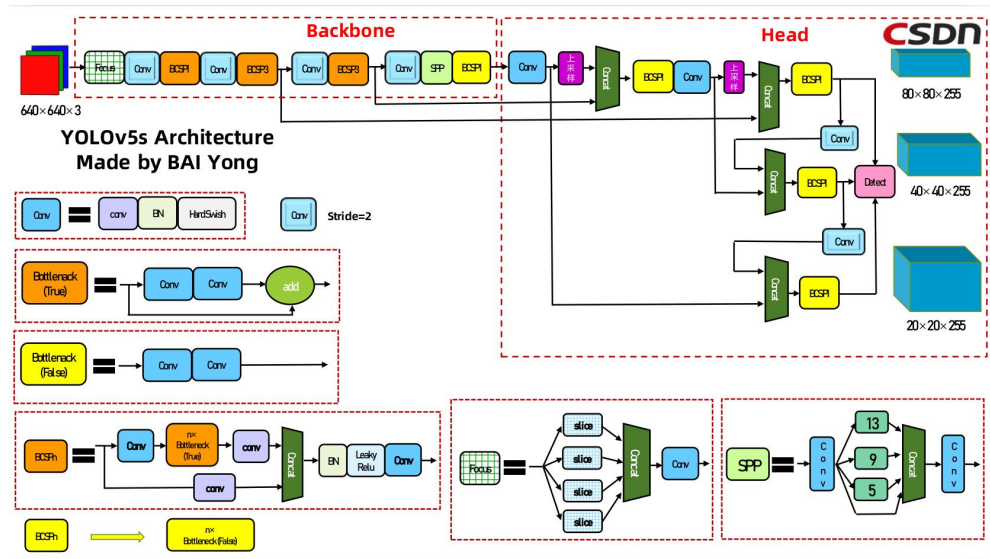 Backbone
Head
CSDN
Focus
Conv
BCSP1
Conv
BCSP3
Conv
BCSP3
Conv
SPP
BCSP1
Conv
上采样
Concat
BCSP1
Conv
上采样
Concat
BCSP1
640×640×3
80×80×255
YOLOv5s Architecture
Made by BAI Yong
Conv
Concat
BCSP1
Detect
40×40×255
Conv
Concat
BCSP1
20×20×255
Conv
conv
BN
HardSwish
Conv
Stride=2
Bottlenack
(True)
Conv
Conv
add
Bottlenack
(False)
Conv
Conv
BCSPn
Conv
n×
Bottlenack
(True)
conv
conv
Concat
BN
Leaky
Relu
Conv
BCSPn
n×
Bottlenack(False)
Focus
slice
slice
slice
slice
Concat
Conv
SPP
Conv
13
9
5
Concat
Conv